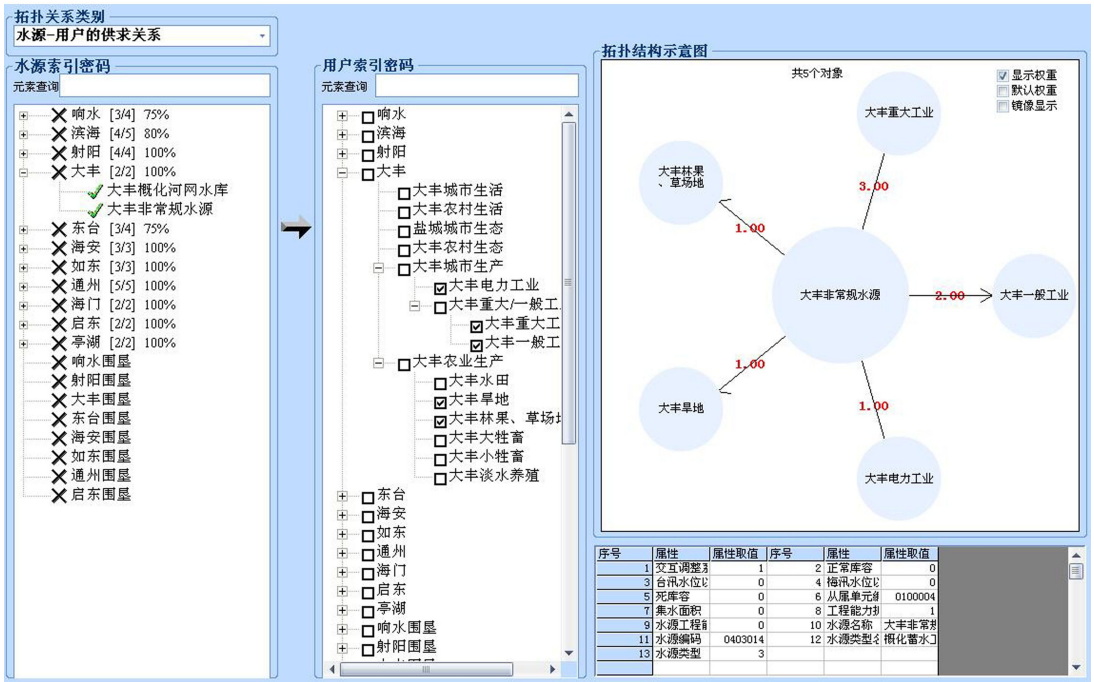 拓扑关系类别
水源-用户的供求关系
水源索引密码
元素查询
响水 [3/4] 75%
滨海 [4/5] 80%
射阳 [4/4] 100%
大丰 [2/2] 100%
大丰概化河网水库
大丰非常规水源
东台 [3/4] 75%
海安 [3/3] 100%
如东 [3/3] 100%
通州 [5/5] 100%
海门 [2/2] 100%
启东 [2/2] 100%
亭湖 [2/2] 100%
响水围垦
射阳围垦
大丰围垦
东台围垦
海安围垦
如东围垦
通州围垦
启东围垦
用户索引密码
元素查询
响水
滨海
射阳
大丰
大丰城市生活
大丰农村生活
盐城城市生态
大丰农村生态
大丰城市生产
大丰电力工业
大丰重大/一般工
大丰重大工
大丰一般工
大丰农业生产
大丰水田
大丰旱地
大丰林果、草场地
大丰大牲畜
大丰小牲畜
大丰淡水养殖
东台
海安
如东
通州
海门
启东
亭湖
响水围垦
射阳围垦
拓扑结构示意图
共5个对象
显示权重
默认权重
镜像显示
大丰重大工业
大丰林果
、草场地
3.00
1.00
大丰非常规水源
2.00
大丰一般工业
1.00
1.00
大丰旱地
大丰电力工业
序号 属性 属性取值 序号 属性 属性取值
1 交互调整系 1 2 正常库容 0
3 台汛水位以 0 4 梅汛水位以 0
5 死库容 0 6 从属单元编 0100004
7 集水面积 0 8 工程能力扩 1
9 水源工程能 0 10 水源名称 大丰非常规
11 水源编码 0403014 12 水源类型名 概化蓄水工
13 水源类型 3